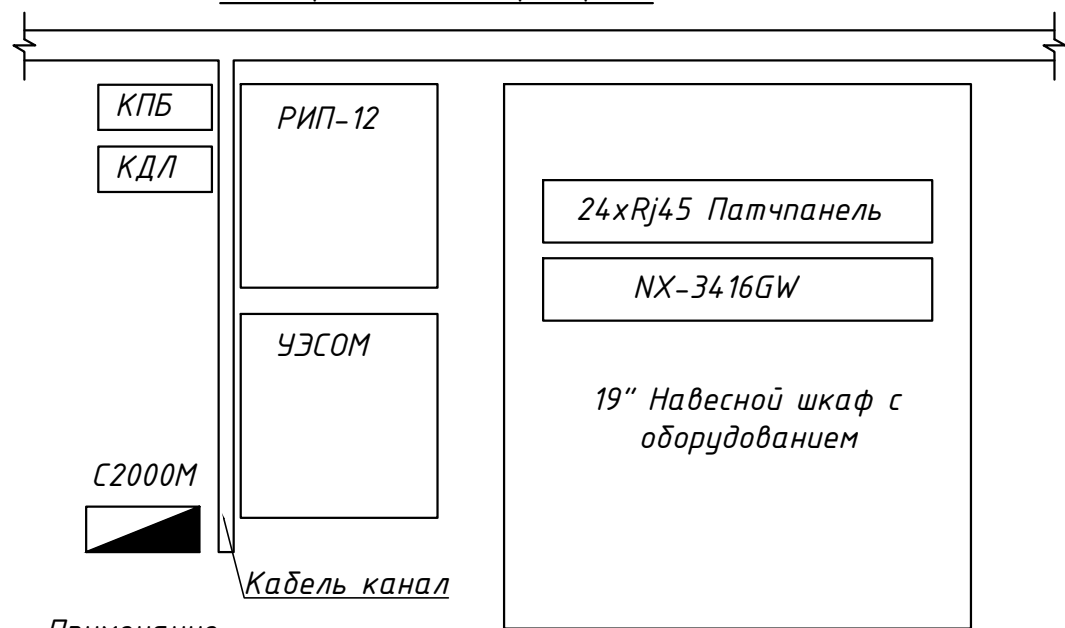 КПБ
РИП-12
КДЛ
24xRj45 Патчпанель
NX-3416GW
УЭСОМ
19" Навесной шкаф с
оборудованием
С2000М
Кабель канал